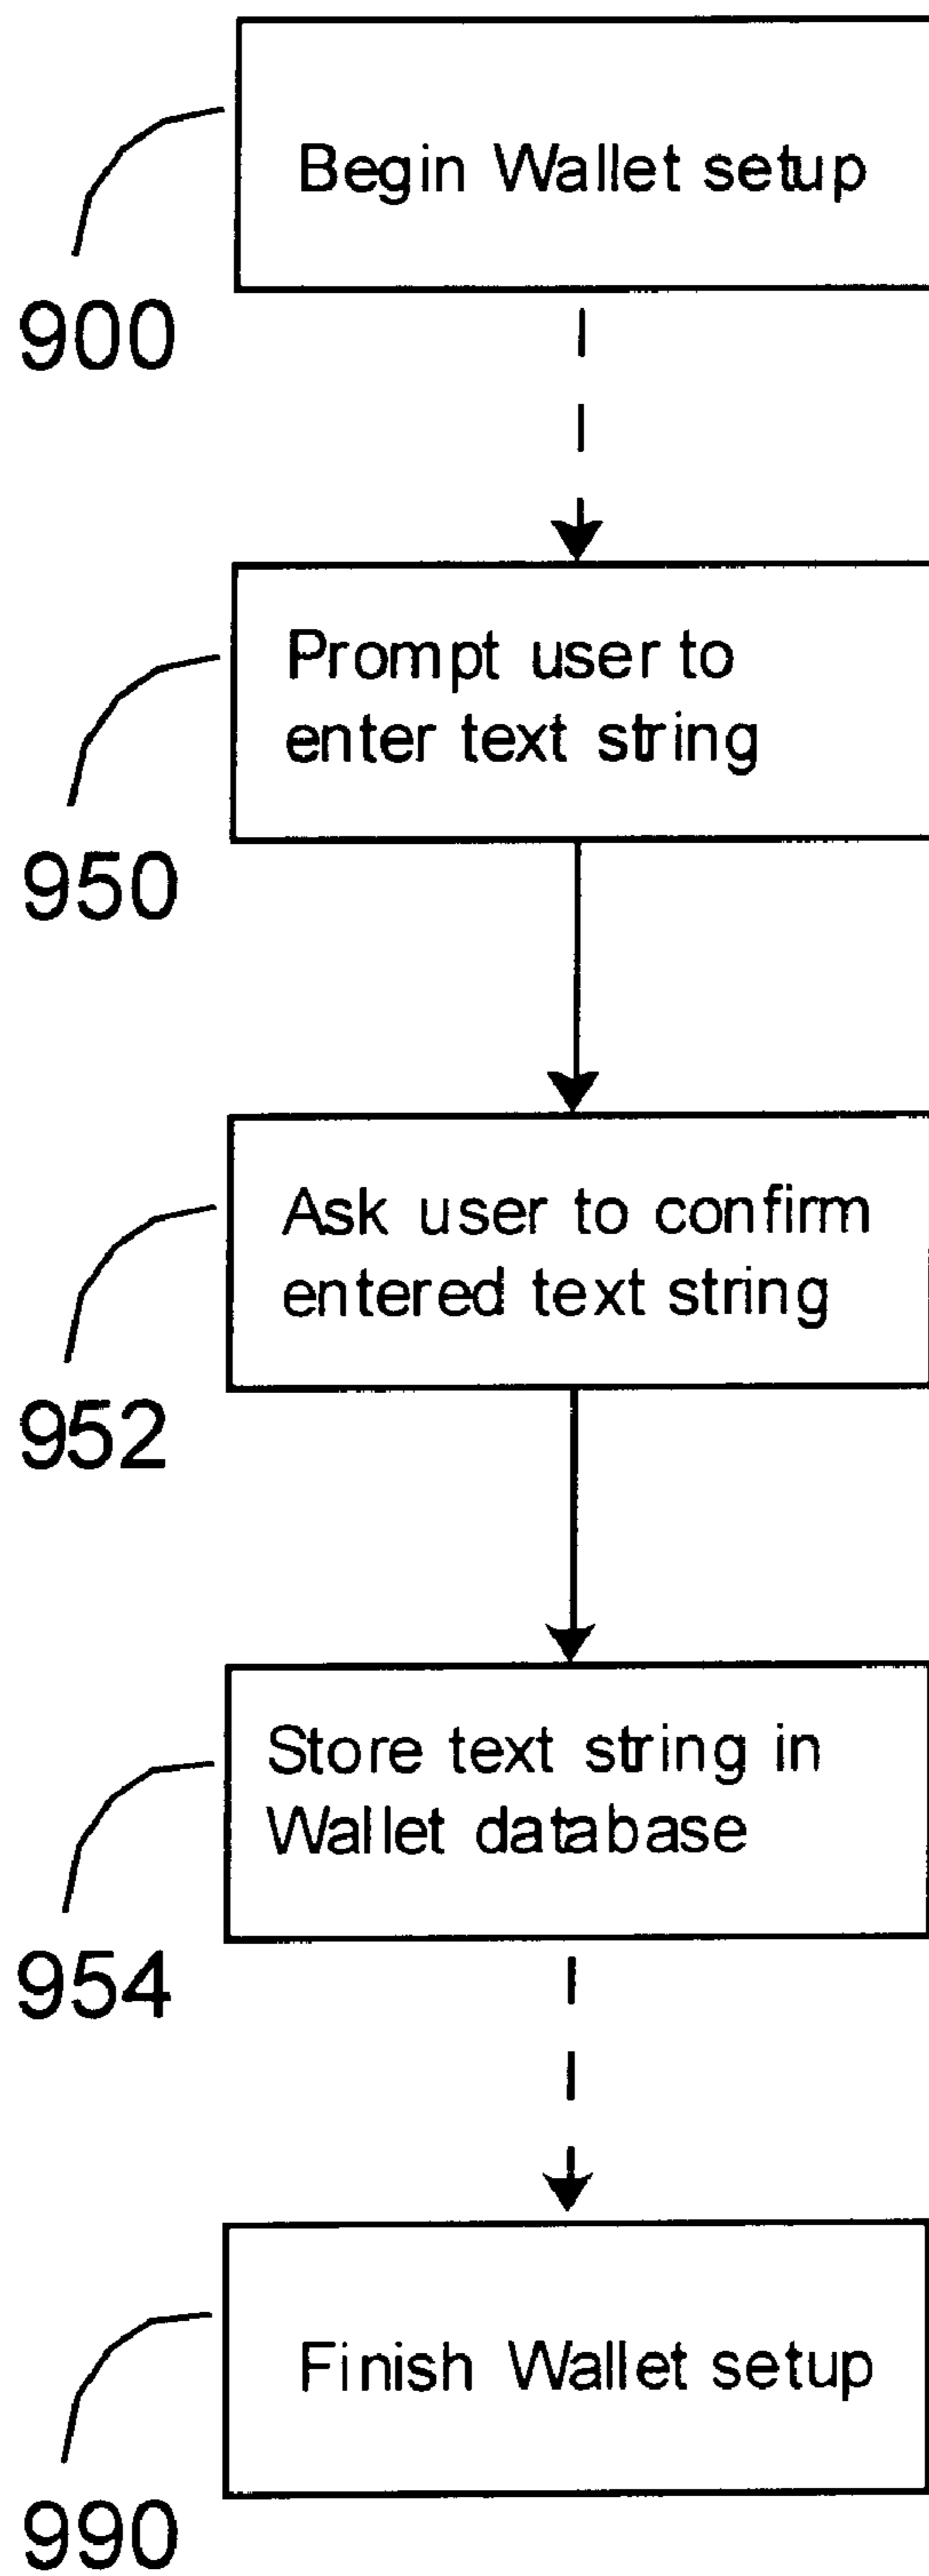 Begin Wallet setup
900
Prompt user to
enter text string
950
Ask user to confirm
entered text string
952
Store text string in
Wallet database
954
Finish Wallet setup
990